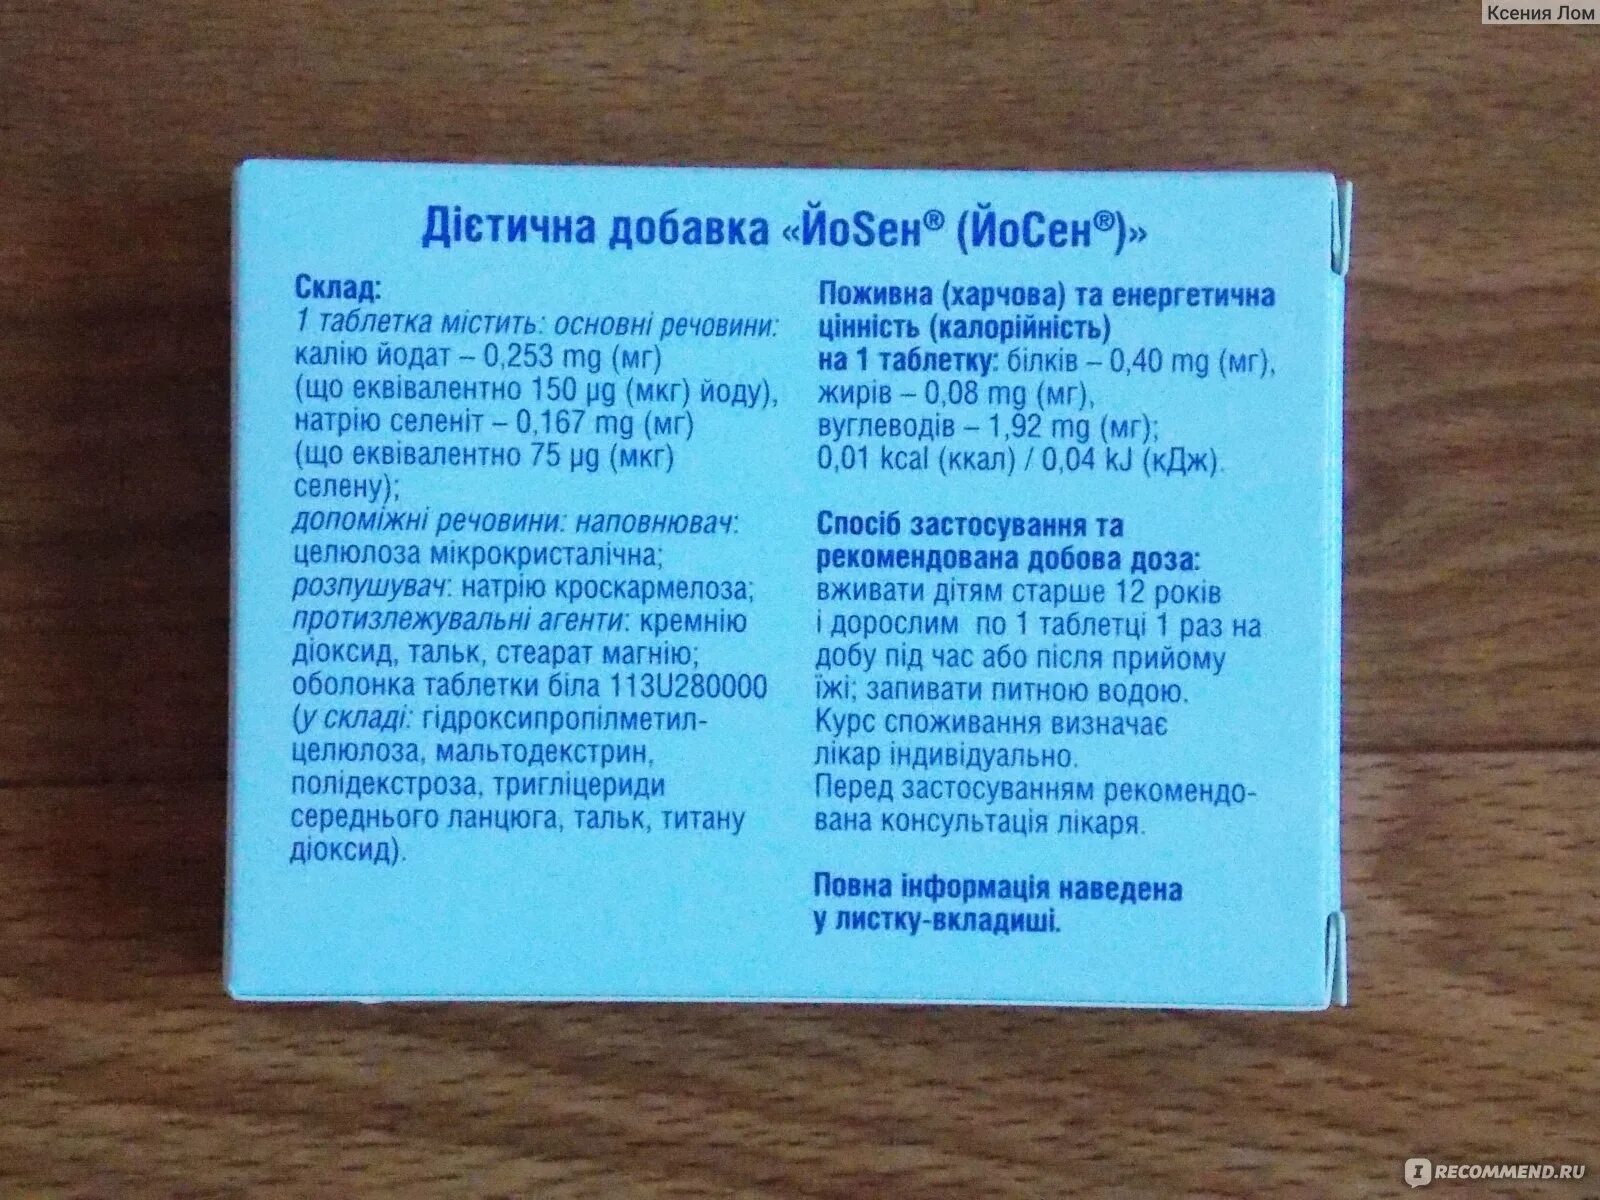 Ксения Лом
Дієтична добавка «ЙоSен® (ЙоСен®)»
Склад:
1 таблетка містить: основні речовини:
калію йодат – 0,253 mg (мг)
(що еквівалентно 150 µg (мкг) йоду),
натрію селеніт – 0,167 mg (мг)
(що еквівалентно 75 µg (мкг)
селену);
допоміжні речовини: наповнювач:
целюлоза мікрокристалічна;
розпушувач: натрію кроскармелоза;
протизлежувальні агенти: кремнію
діоксид, тальк, стеарат магнію;
оболонка таблетки біла 113U280000
(у складі: гідроксипропілметил-
целюлоза, мальтодекстрин,
полідекстроза, тригліцериди
середнього ланцюга, тальк, титану
діоксид).
Поживна (харчова) та енергетична
цінність (калорійність)
на 1 таблетку: білків – 0,40 mg (мг),
жирів – 0,08 mg (мг),
вуглеводів – 1,92 mg (мг);
0,01 kcal (ккал) / 0,04 kJ (кДж).
Спосіб застосування та
рекомендована добова доза:
вживати дітям старше 12 років
і дорослим по 1 таблетці 1 раз на
добу під час або після прийому
їжі; запивати питною водою.
Курс споживання визначає
лікар індивідуально.
Перед застосуванням рекомендо-
вана консультація лікаря.
Повна інформація наведена
у листку-вкладиші.
I RECOMMEND.RU